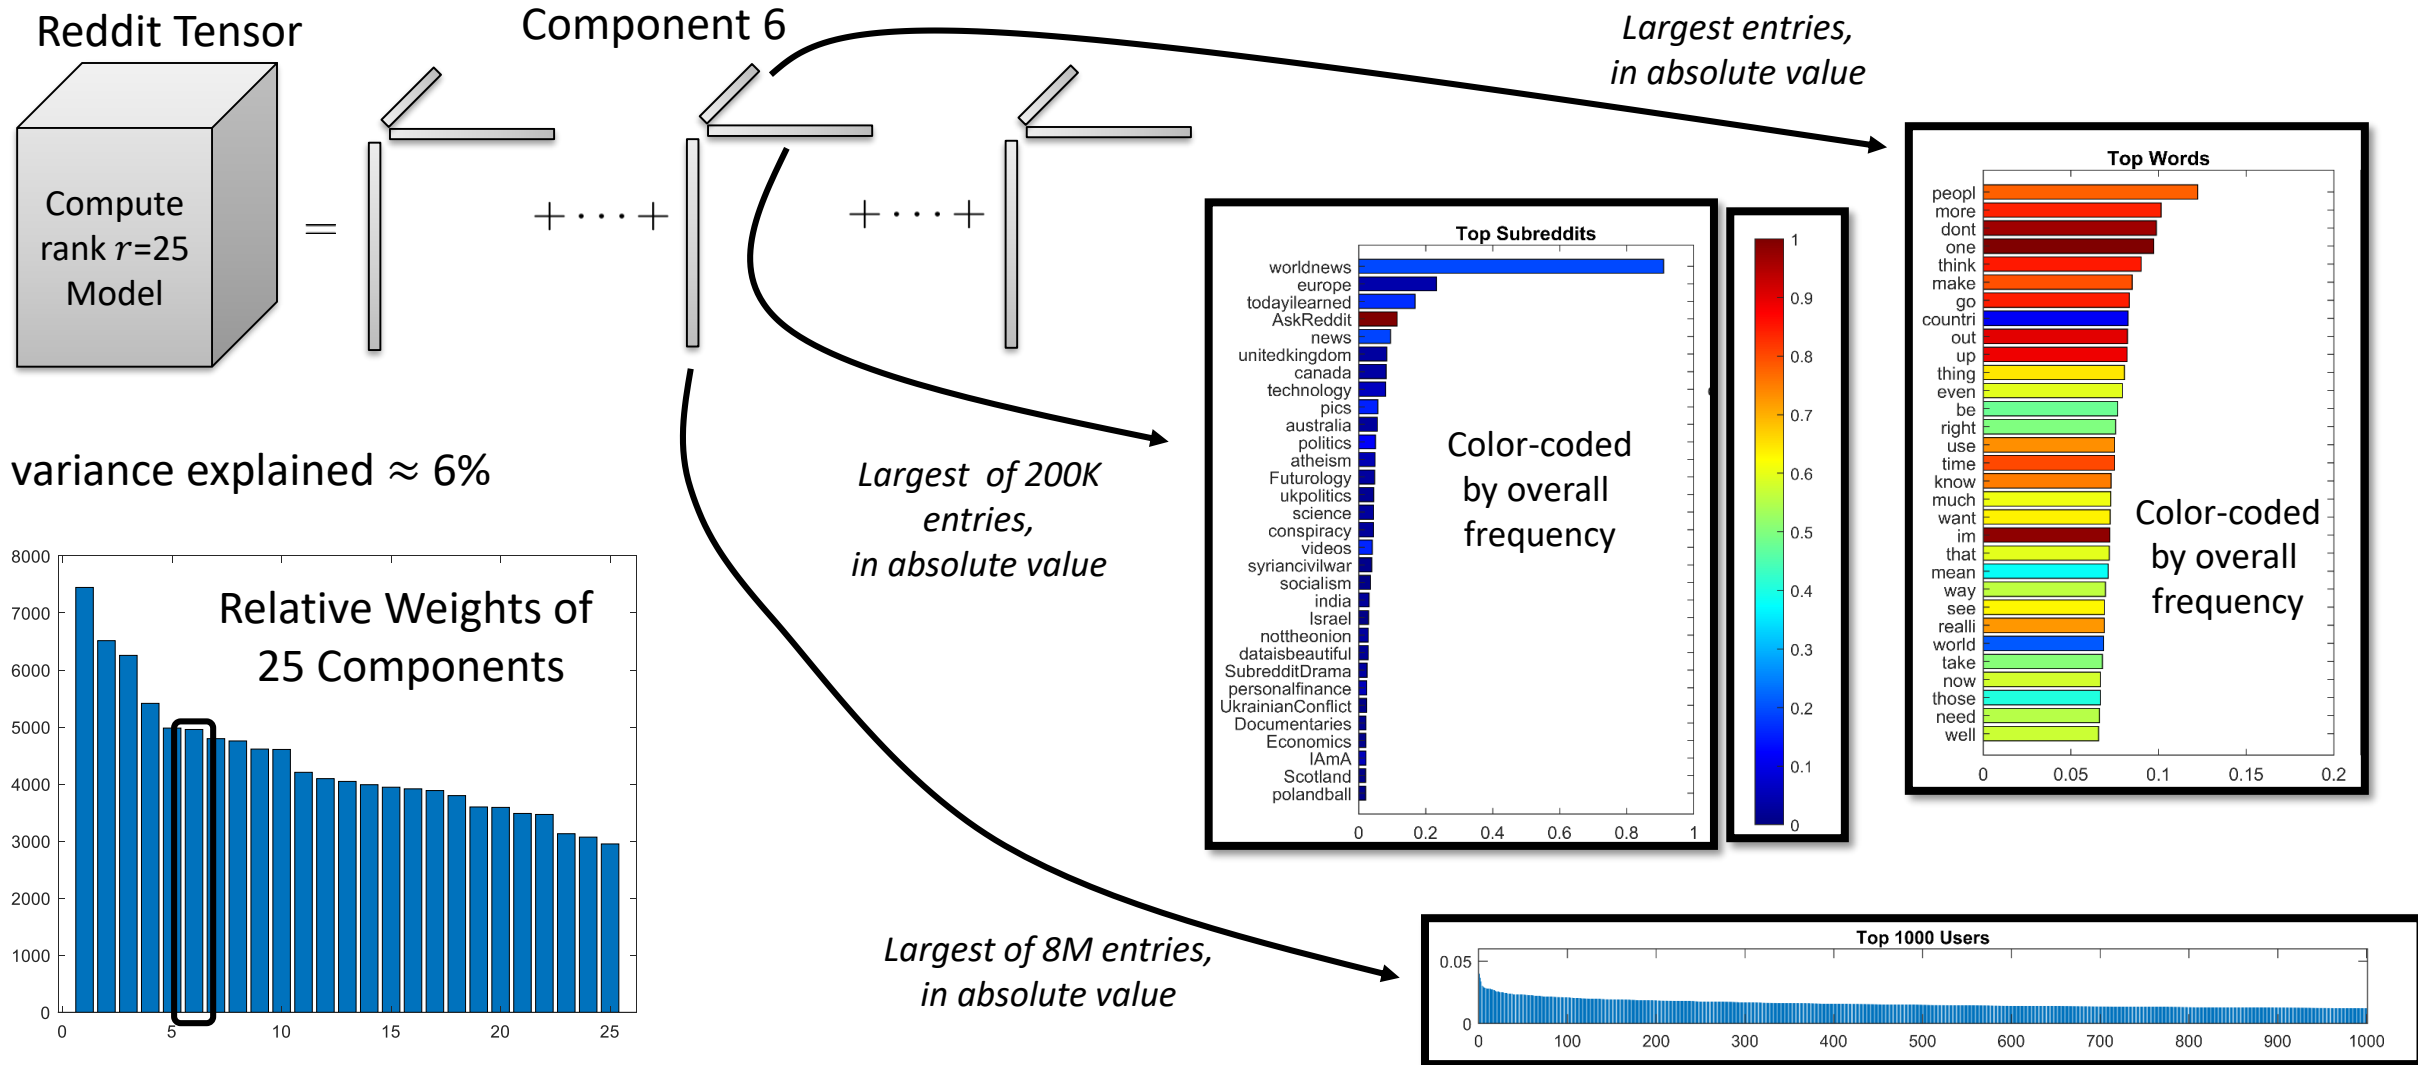 Reddit Tensor
Component 6
Largest entries,
in absolute value
Compute
rank r=25
Model
=
+ · · · +
+ · · · +
variance explained ≈ 6%
Largest of 200K
entries,
in absolute value
Largest of 8M entries,
in absolute value
Relative Weights of
25 Components
8000
7000
6000
5000
4000
3000
2000
1000
0
0 5 10 15 20 25
Top Subreddits
worldnews
europe
todayilearned
AskReddit
news
unitedkingdom
canada
technology
pics
australia
politics
atheism
Futurology
ukpolitics
science
conspiracy
videos
syriancivilwar
socialism
india
Israel
nottheonion
dataisbeautiful
SubredditDrama
personalfinance
UkrainianConflict
Documentaries
Economics
IAmA
Scotland
polandball
0 0.2 0.4 0.6 0.8 1
Color-coded
by overall
frequency
1
0.9
0.8
0.7
0.6
0.5
0.4
0.3
0.2
0.1
0
Top Words
peopl
more
dont
one
think
make
go
countri
out
up
thing
even
be
right
use
time
know
much
want
im
that
mean
way
see
realli
world
take
now
those
need
well
0 0.05 0.1 0.15 0.2
Color-coded
by overall
frequency
Top 1000 Users
0.05
0
0 100 200 300 400 500 600 700 800 900 1000